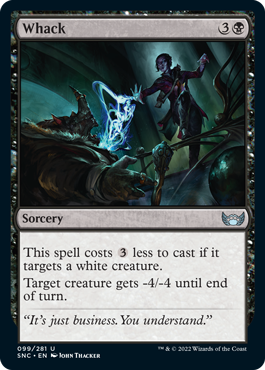 Whack 3
Sorcery
This spell costs 3 less to cast if it
targets a white creature.
Target creature gets -4/-4 until end
of turn.
"It's just business. You understand."
099/281 U
SNC • EN JOHN THACKER
™ & © 2022 Wizards of the Coast